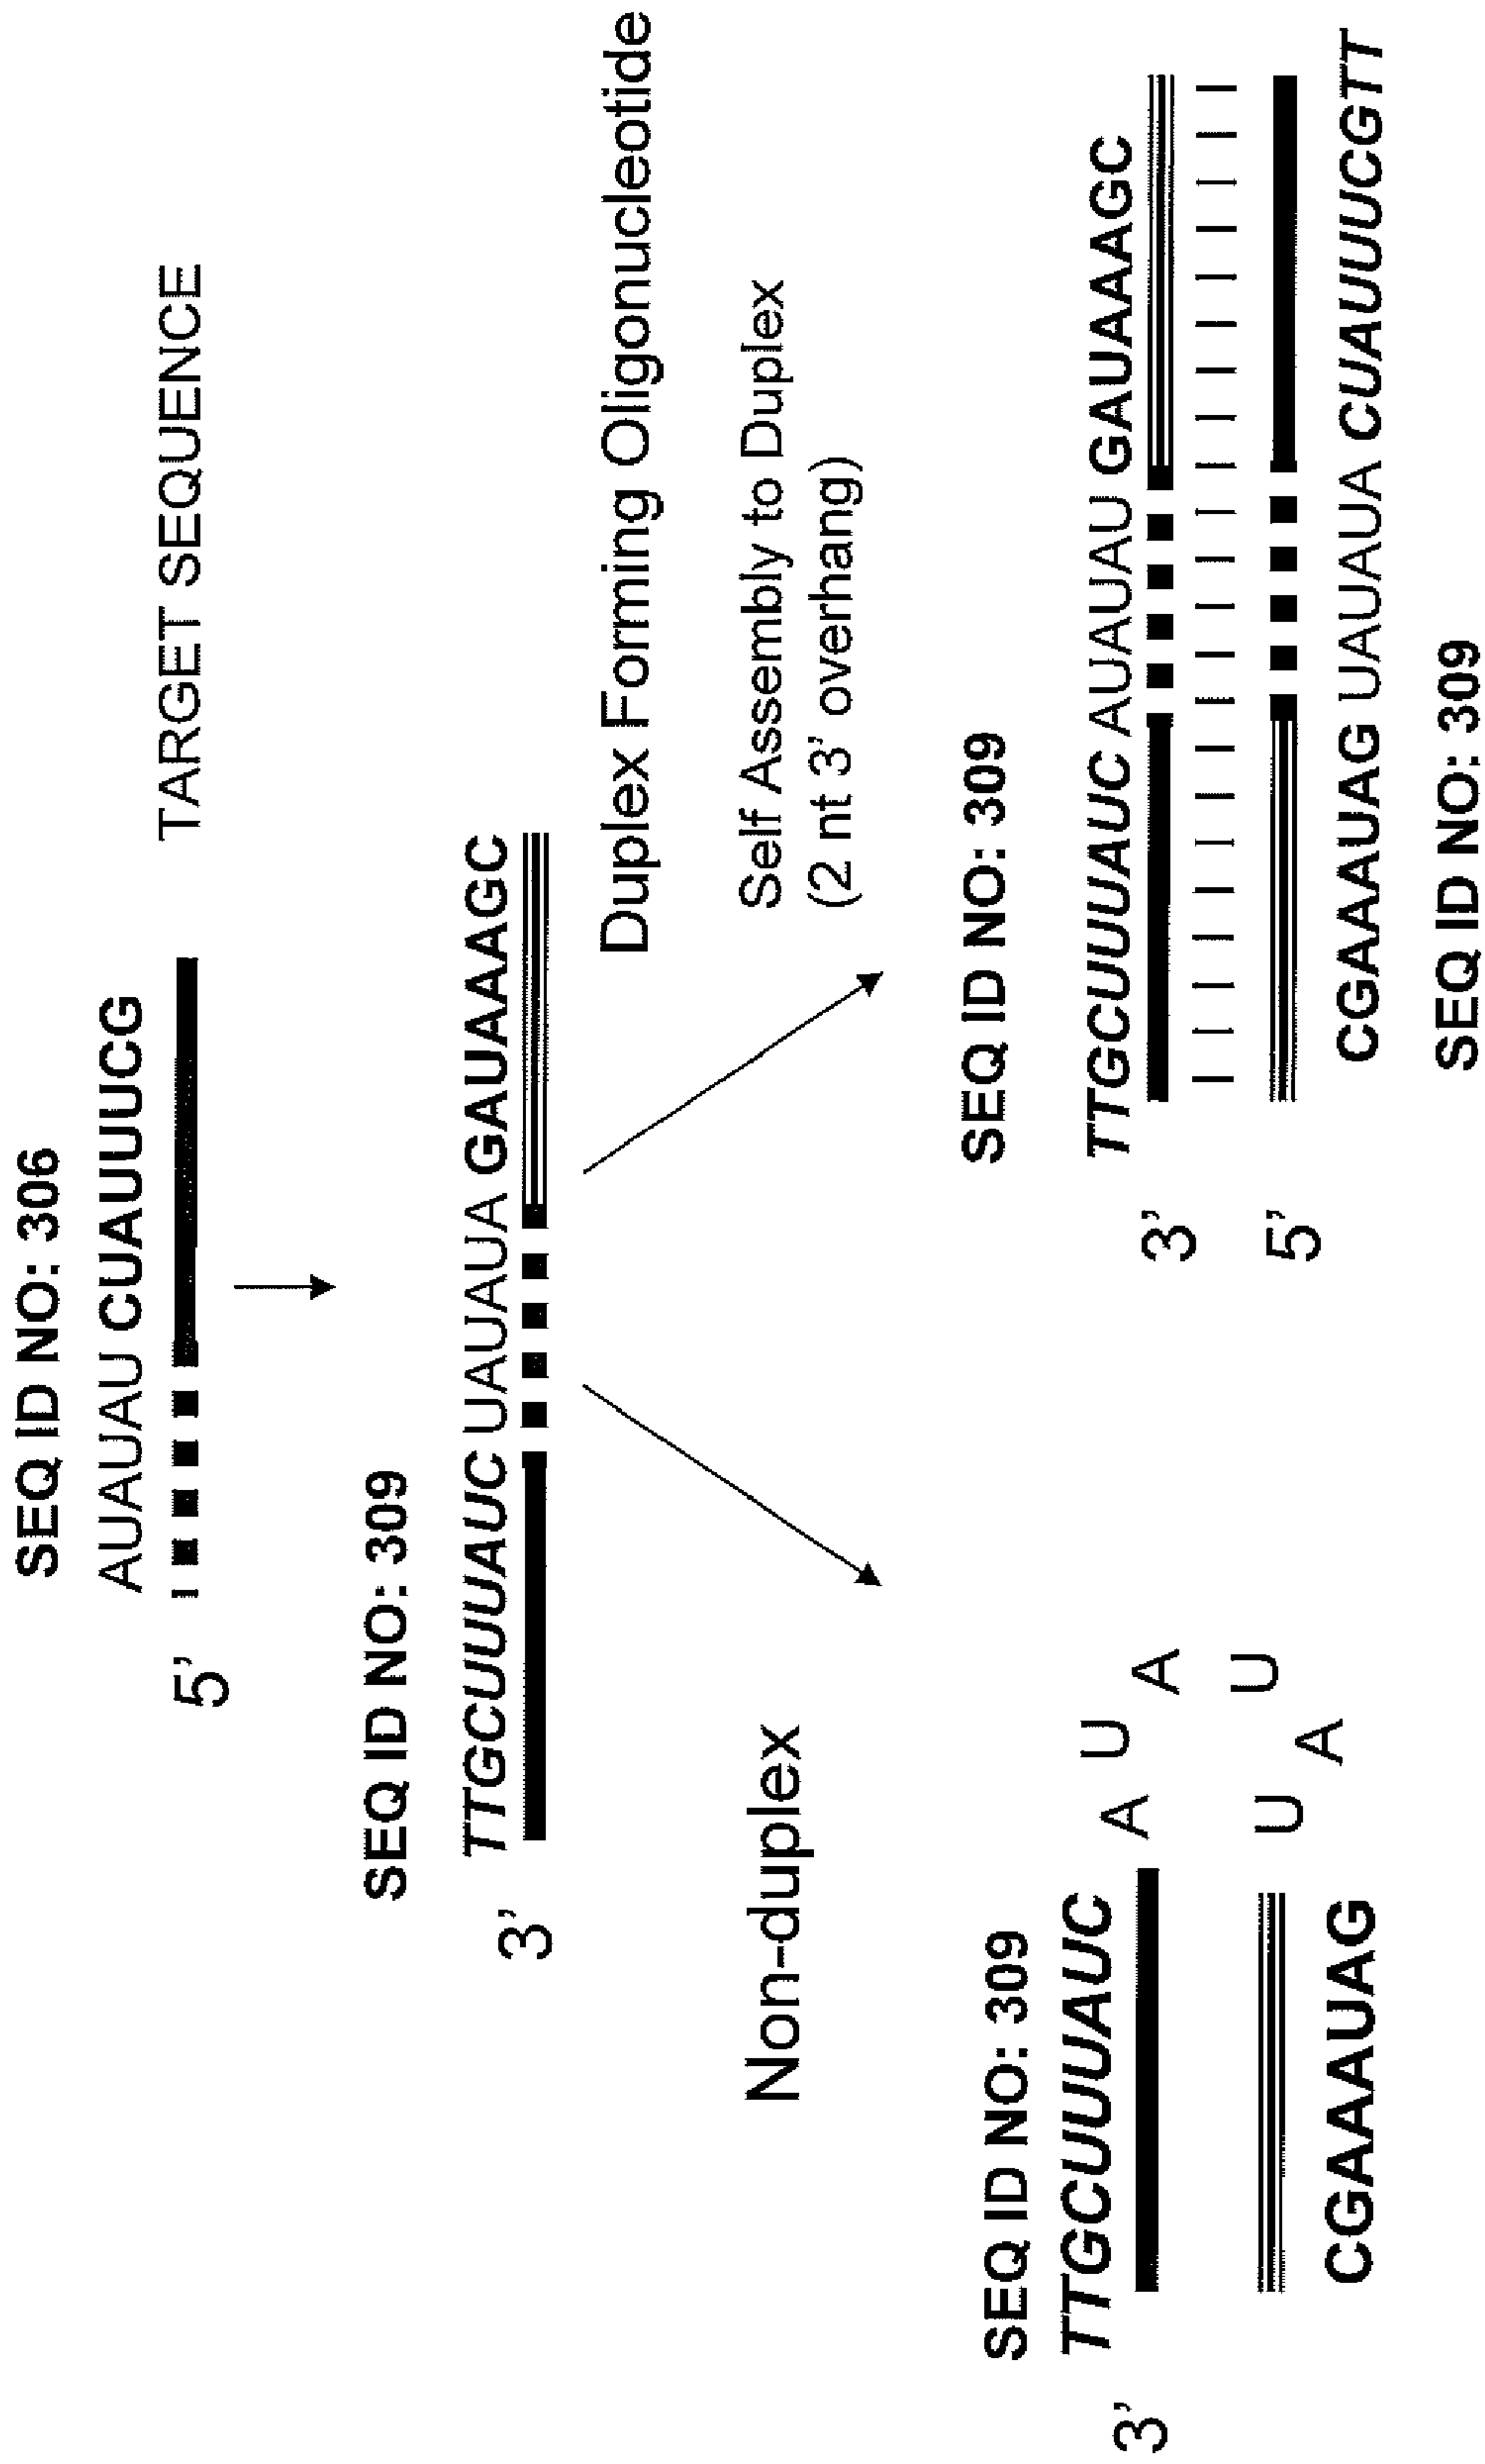 SEQ ID NO: 306
AUAUAU CUAUUUCG
5' TARGET SEQUENCE
SEQ ID NO: 309
TTGCUUUAUC UAUAUA GAUAAAGC
3'
Duplex Forming Oligonucleotide
Non-duplex
Self Assembly to Duplex
(2 nt 3' overhang)
SEQ ID NO: 309
TTGCUUUAUC A U A
3'
U A U
CGAAAUAG
SEQ ID NO: 309
TTGCUUUAUC AUAUAU GAUAAAGC
3'
5'
CGAAAUAG UAUAUA CUAUUUCGTT
SEQ ID NO: 309